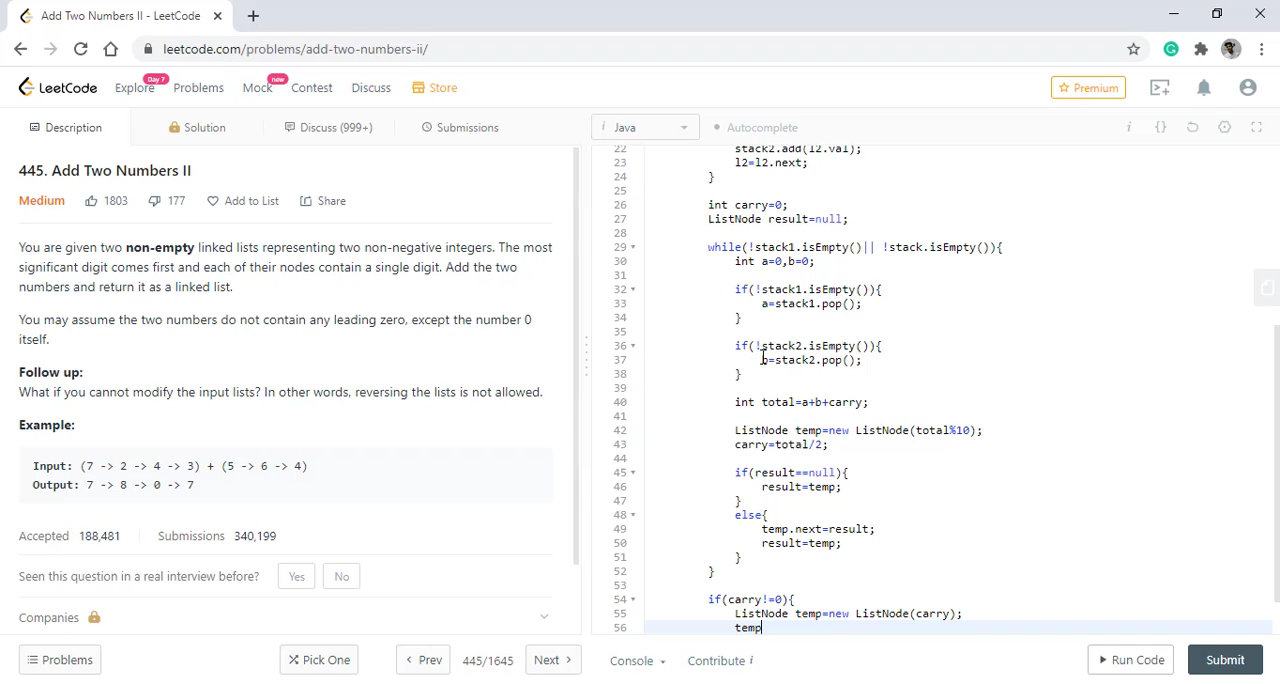 Add Two Numbers II - LeetCode
leetcode.com/problems/add-two-numbers-ii/
LeetCode Explore Day 7 Problems Mock new Contest Discuss Store Premium
Description Solution Discuss (999+) Submissions
i Java Autocomplete i {}
445. Add Two Numbers II
Medium 1803 177 Add to List Share
You are given two non-empty linked lists representing two non-negative integers. The most
significant digit comes first and each of their nodes contain a single digit. Add the two
numbers and return it as a linked list.
You may assume the two numbers do not contain any leading zero, except the number 0
itself.
Follow up:
What if you cannot modify the input lists? In other words, reversing the lists is not allowed.
Example:
Input: (7 -> 2 -> 4 -> 3) + (5 -> 6 -> 4)
Output: 7 -> 8 -> 0 -> 7
Accepted 188,481 Submissions 340,199
Seen this question in a real interview before? Yes No
Companies
22 stack2.add(l2.val);
23 l2=l2.next;
24 }
25
26 int carry=0;
27 ListNode result=null;
28
29 while(!stack1.isEmpty()|| !stack.isEmpty()){
30 int a=0,b=0;
31
32 if(!stack1.isEmpty()){
33 a=stack1.pop();
34 }
35
36 if(!stack2.isEmpty()){
37 b=stack2.pop();
38 }
39
40 int total=a+b+carry;
41
42 ListNode temp=new ListNode(total%10);
43 carry=total/2;
44
45 if(result==null){
46 result=temp;
47 }
48 else{
49 temp.next=result;
50 result=temp;
51 }
52 }
53
54 if(carry!=0){
55 ListNode temp=new ListNode(carry);
56 temp
Problems Pick One Prev 445/1645 Next Console Contribute i Run Code Submit